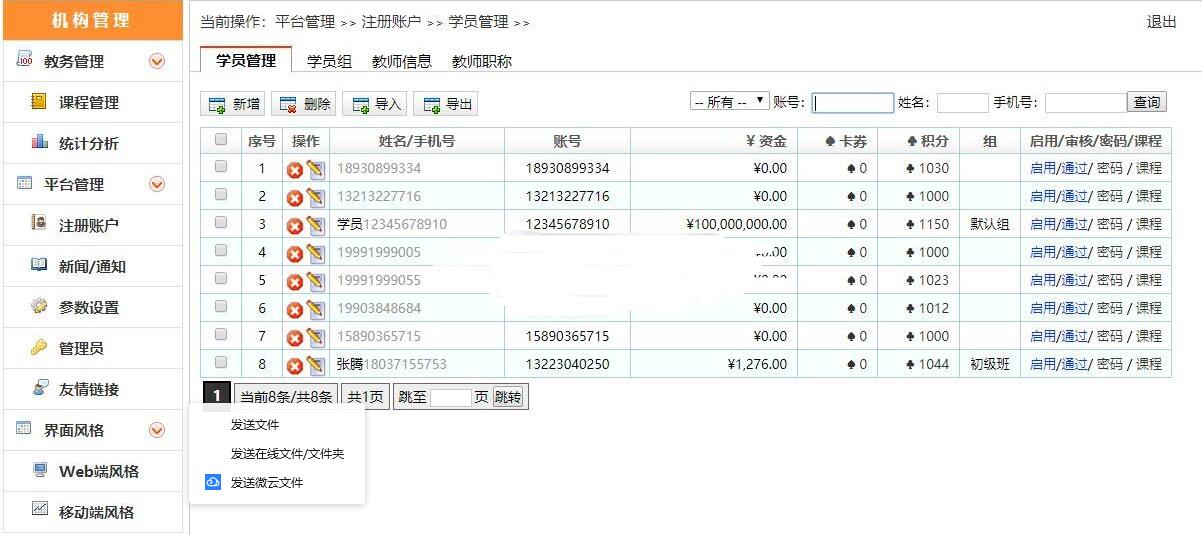 机构管理
教务管理
课程管理
统计分析
平台管理
注册账户
新闻/通知
参数设置
管理员
友情链接
界面风格
Web端风格
移动端风格
当前操作：平台管理 >> 注册账户 >> 学员管理 >> 退出
学员管理 学员组 教师信息 教师职称
新增 删除 导入 导出 -- 所有 -- 账号： 姓名： 手机号： 查询
序号 操作 姓名/手机号 账号 ¥ 资金 ♠ 卡券 ♣ 积分 组 启用/审核/密码/课程
1 18930899334 18930899334 ¥0.00 ♠ 0 ♣ 1030 启用/通过/ 密码 / 课程
2 13213227716 13213227716 ¥0.00 ♠ 0 ♣ 1000 启用/通过/ 密码 / 课程
3 学员12345678910 12345678910 ¥100,000,000.00 ♠ 0 ♣ 1150 默认组 启用/通过/ 密码 / 课程
4 19991999005 ¥0.00 ♠ 0 ♣ 1000 启用/通过/ 密码 / 课程
5 19991999055 ¥0.00 ♠ 0 ♣ 1023 启用/通过/ 密码 / 课程
6 19903848684 ¥0.00 ♠ 0 ♣ 1012 启用/通过/ 密码 / 课程
7 15890365715 15890365715 ¥0.00 ♠ 0 ♣ 1000 启用/通过/ 密码 / 课程
8 张腾18037155753 13223040250 ¥1,276.00 ♠ 0 ♣ 1044 初级班 启用/通过/ 密码 / 课程
1 当前8条/共8条 共1页 跳至 页 跳转
发送文件
发送在线文件/文件夹
发送微云文件